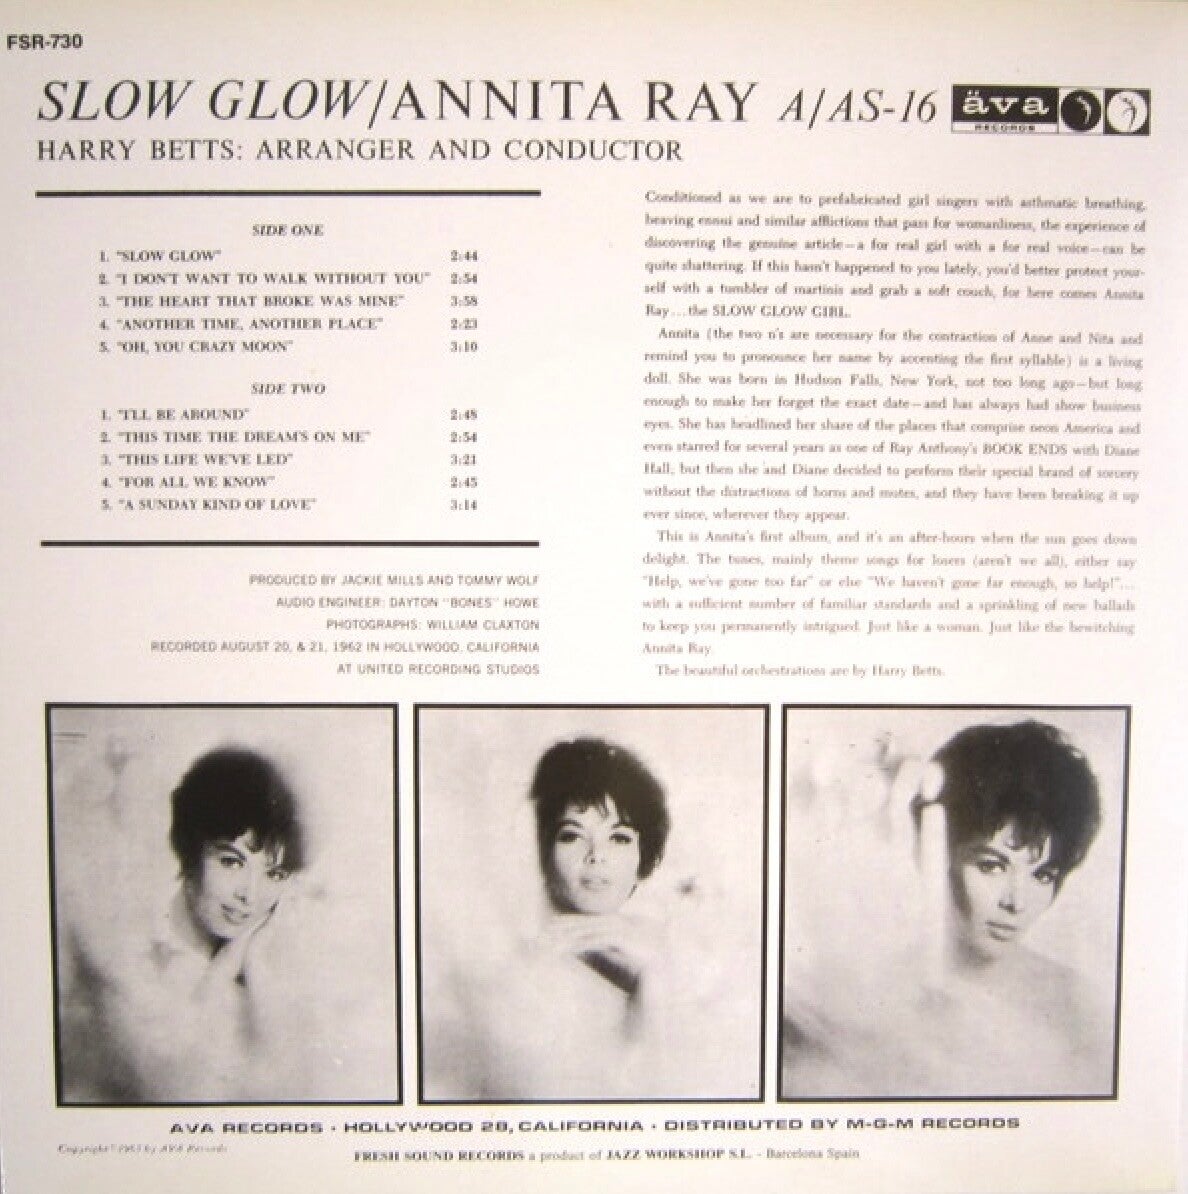 FSR-730
SLOW GLOW/ANNITA RAY A/AS-16
äva
RECORDS
HARRY BETTS: ARRANGER AND CONDUCTOR
SIDE ONE
1. "SLOW GLOW" 2:44
2. "I DON'T WANT TO WALK WITHOUT YOU" 2:54
3. "THE HEART THAT BROKE WAS MINE" 3:58
4. "ANOTHER TIME, ANOTHER PLACE" 2:23
5. "OH, YOU CRAZY MOON" 3:10
SIDE TWO
1. "I'LL BE AROUND" 2:48
2. "THIS TIME THE DREAM'S ON ME" 2:54
3. "THIS LIFE WE'VE LED" 3:21
4. "FOR ALL WE KNOW" 2:45
5. "A SUNDAY KIND OF LOVE" 3:14
PRODUCED BY JACKIE MILLS AND TOMMY WOLF
AUDIO ENGINEER: DAYTON "BONES" HOWE
PHOTOGRAPHS: WILLIAM CLAXTON
RECORDED AUGUST 20, & 21, 1962 IN HOLLYWOOD, CALIFORNIA
AT UNITED RECORDING STUDIOS
Conditioned as we are to prefabricated girl singers with asthmatic breathing,
heaving ennui and similar afflictions that pass for womanliness, the experience of
discovering the genuine article—a for real girl with a for real voice—can be
quite shattering. If this hasn't happened to you lately, you'd better protect your-
self with a tumbler of martinis and grab a soft couch, for here comes Annita
Ray...the SLOW GLOW GIRL.
Annita (the two n's are necessary for the contraction of Anne and Nita and
remind you to pronounce her name by accenting the first syllable) is a living
doll. She was born in Hudson Falls, New York, not too long ago—but long
enough to make her forget the exact date—and has always had show business
eyes. She has headlined her share of the places that comprise neon America and
even starred for several years as one of Ray Anthony's BOOK ENDS with Diane
Hall; but then she and Diane decided to perform their special brand of sorcery
without the distractions of horns and mutes, and they have been breaking it up
ever since, wherever they appear.
This is Annita's first album, and it's an after-hours when the sun goes down
delight. The tunes, mainly theme songs for losers (aren't we all), either say
"Help, we've gone too far" or else "We haven't gone far enough, so help!"...
with a sufficient number of familiar standards and a sprinkling of new ballads
to keep you permanently intrigued. Just like a woman. Just like the bewitching
Annita Ray.
The beautiful orchestrations are by Harry Betts.
AVA RECORDS • HOLLYWOOD 28, CALIFORNIA • DISTRIBUTED BY M-G-M RECORDS
Copyright © 1963 by AVA Records
FRESH SOUND RECORDS a product of JAZZ WORKSHOP S.L. - Barcelona Spain